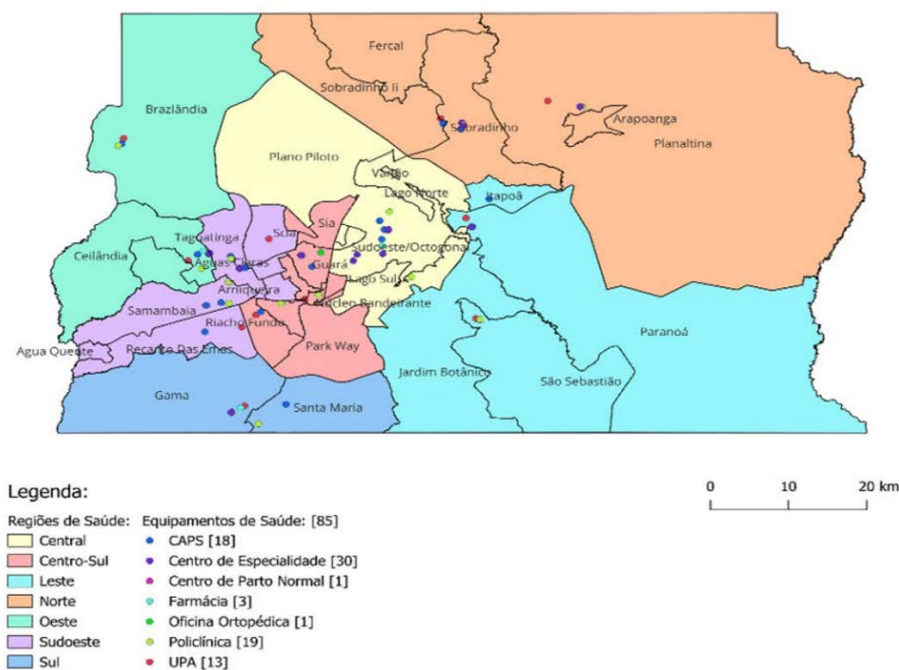 Fercal
Sobradinho Ii
Brazlândia
Sobradinho
Arapoanga
Planaltina
Plano Piloto
Varjão
Lago Norte
Itapoã
Sia
Taguatinga
Scia
Ceilândia
Sudoeste/Octogonal
Águas Claras
Guará
Lago Sul
Arniqueira
Núcleo Bandeirante
Samambaia
Riacho Fundo
Paranoá
Agua Quente
Recanto Das Emas
Park Way
Jardim Botânico
São Sebastião
Gama
Santa Maria
Legenda:
0 10 20 km
Regiões de Saúde: Equipamentos de Saúde: [85]
Central CAPS [18]
Centro-Sul Centro de Especialidade [30]
Leste Centro de Parto Normal [1]
Norte Farmácia [3]
Oeste Oficina Ortopédica [1]
Sudoeste Policlínica [19]
Sul UPA [13]